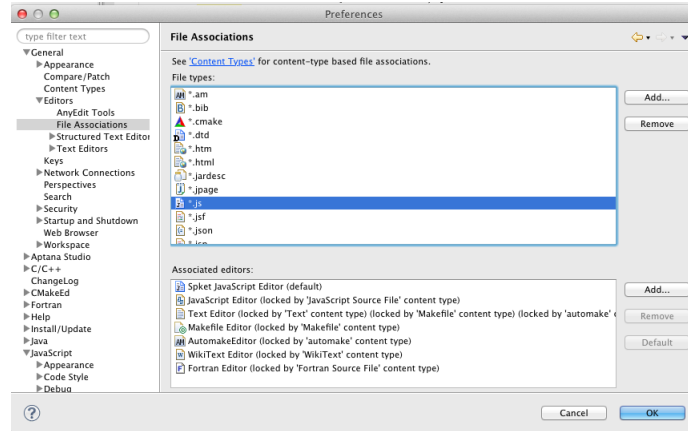 Preferences
type filter text
General
Appearance
Compare/Patch
Content Types
Editors
AnyEdit Tools
File Associations
Structured Text Editor
Text Editors
Keys
Network Connections
Perspectives
Search
Security
Startup and Shutdown
Web Browser
Workspace
Aptana Studio
C/C++
ChangeLog
CMakeEd
Fortran
Help
Install/Update
Java
JavaScript
Appearance
Code Style
Debug
File Associations
See 'Content Types' for content-type based file associations.
File types:
*.am
*.bib
*.cmake
*.dtd
*.htm
*.html
*.jardesc
*.jpage
*.js
*.jsf
*.json
*.jsp
Add...
Remove
Associated editors:
Spket JavaScript Editor (default)
JavaScript Editor (locked by 'JavaScript Source File' content type)
Text Editor (locked by 'Text' content type) (locked by 'Makefile' content type) (locked by 'automake'
Makefile Editor (locked by 'Makefile' content type)
AutomakeEditor (locked by 'automake' content type)
WikiText Editor (locked by 'WikiText' content type)
Fortran Editor (locked by 'Fortran Source File' content type)
Add...
Remove
Default
?
Cancel
OK